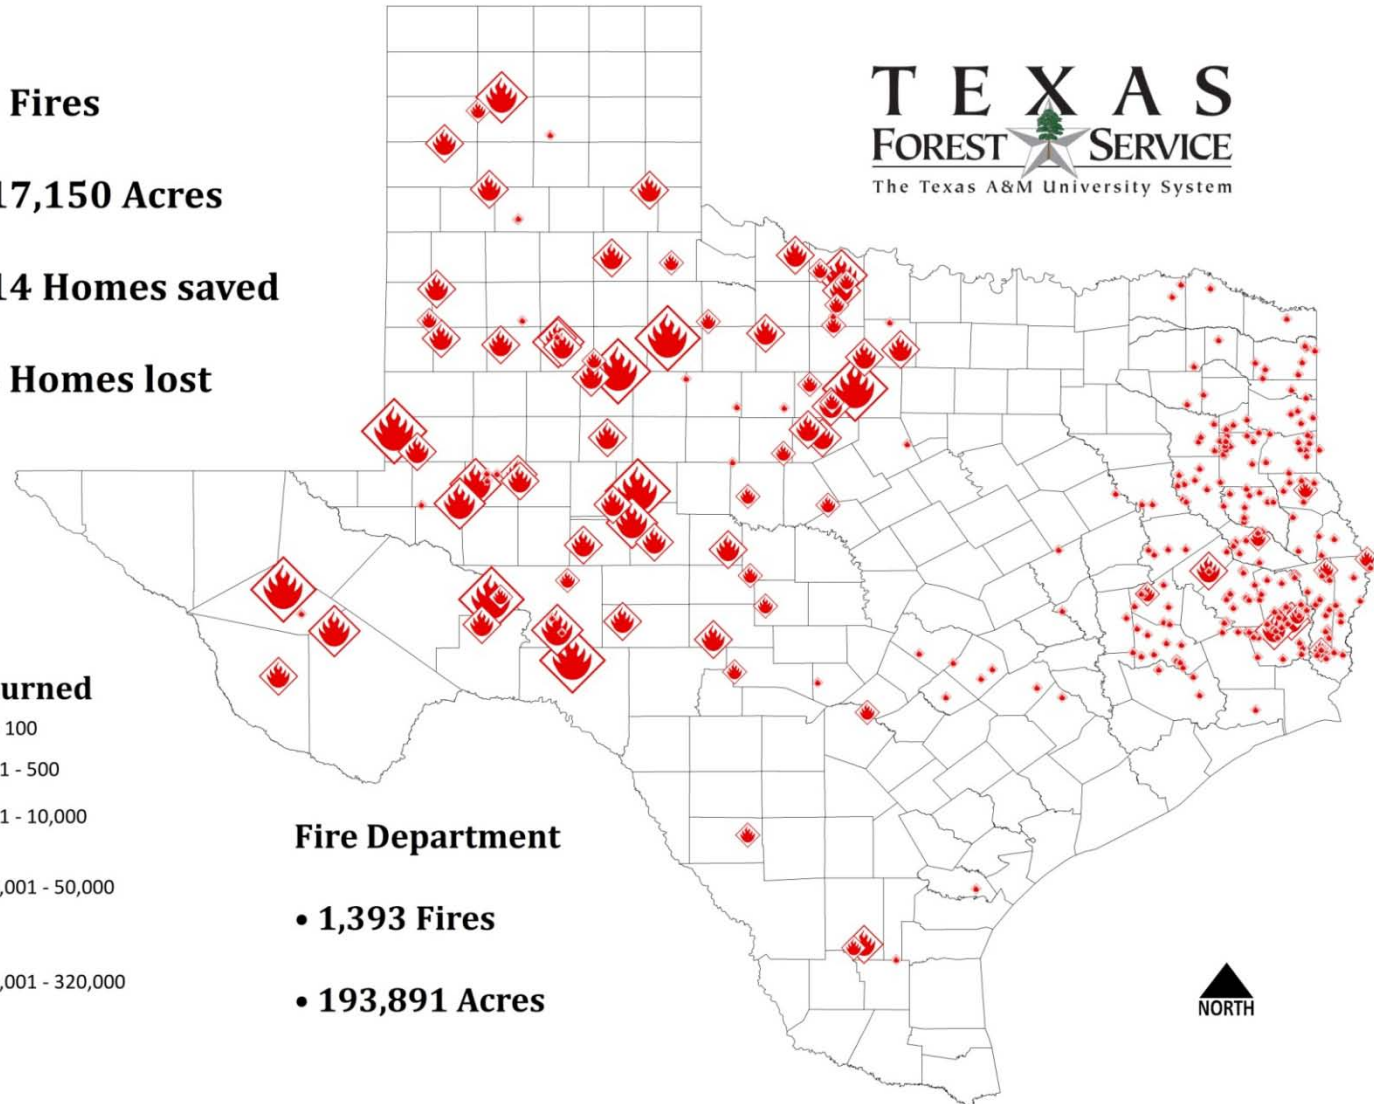 Fires
17,150 Acres
14 Homes saved
Homes lost
TEXAS
FOREST SERVICE
The Texas A&M University System
urned
100
1 - 500
1 - 10,000
,001 - 50,000
,001 - 320,000
Fire Department
• 1,393 Fires
• 193,891 Acres
NORTH